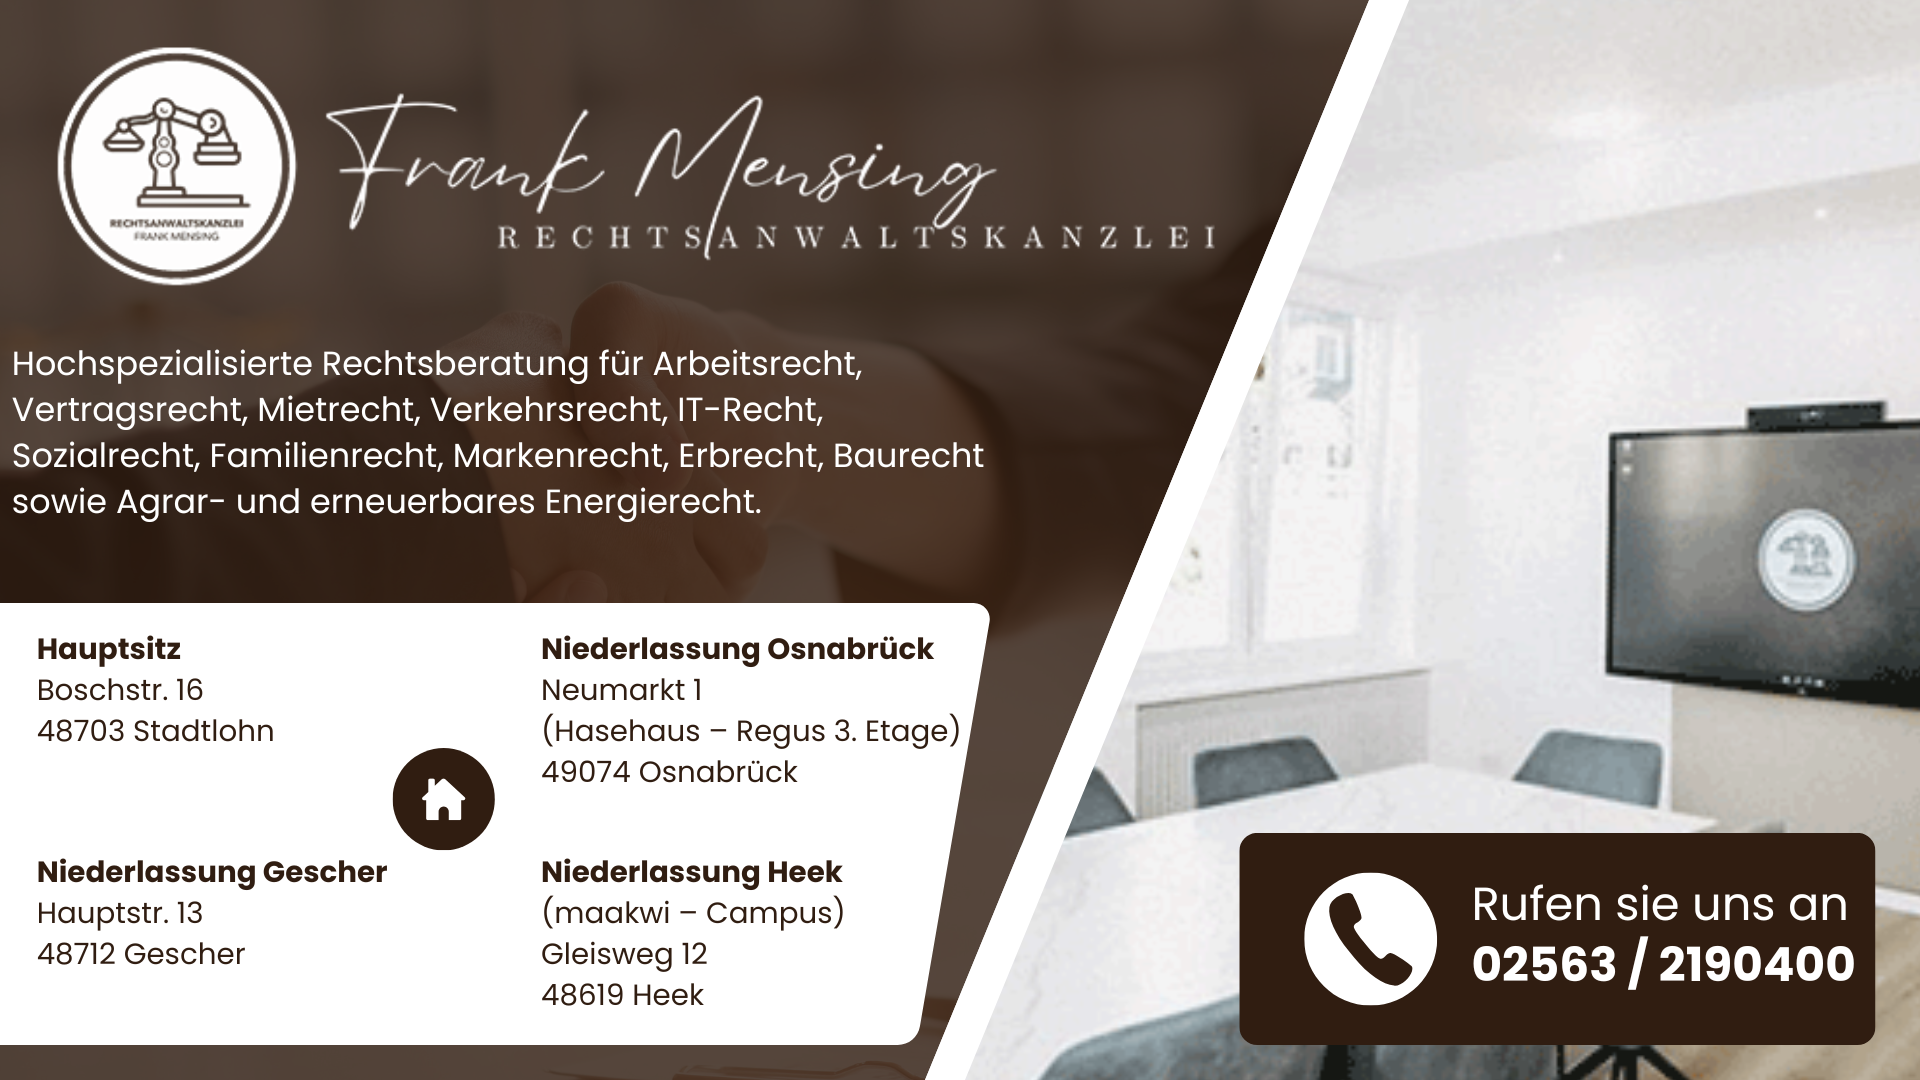 RECHTSANWALTSKANZLEI
FRANK MENSING
Frank Mensing
RECHTSANWALTSKANZLEI
Hochspezialisierte Rechtsberatung für Arbeitsrecht,
Vertragsrecht, Mietrecht, Verkehrsrecht, IT-Recht,
Sozialrecht, Familienrecht, Markenrecht, Erbrecht, Baurecht
sowie Agrar- und erneuerbares Energierecht.
Hauptsitz
Boschstr. 16
48703 Stadtlohn
Niederlassung Osnabrück
Neumarkt 1
(Hasehaus – Regus 3. Etage)
49074 Osnabrück
Niederlassung Gescher
Hauptstr. 13
48712 Gescher
Niederlassung Heek
(maakwi – Campus)
Gleisweg 12
48619 Heek
Rufen sie uns an
02563 / 2190400